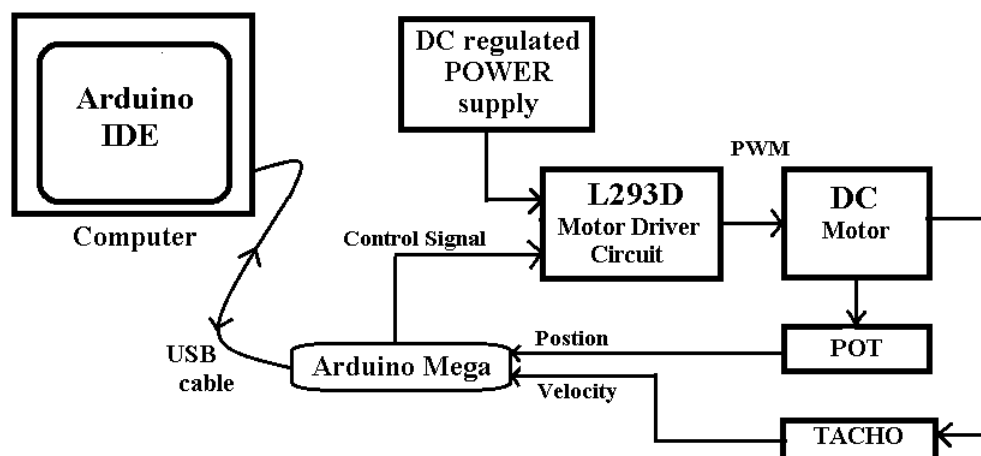 Arduino
IDE
Computer
DC regulated
POWER
supply
PWM
L293D
Motor Driver
Circuit
DC
Motor
Control Signal
USB
cable
Arduino Mega
Postion
Velocity
POT
TACHO